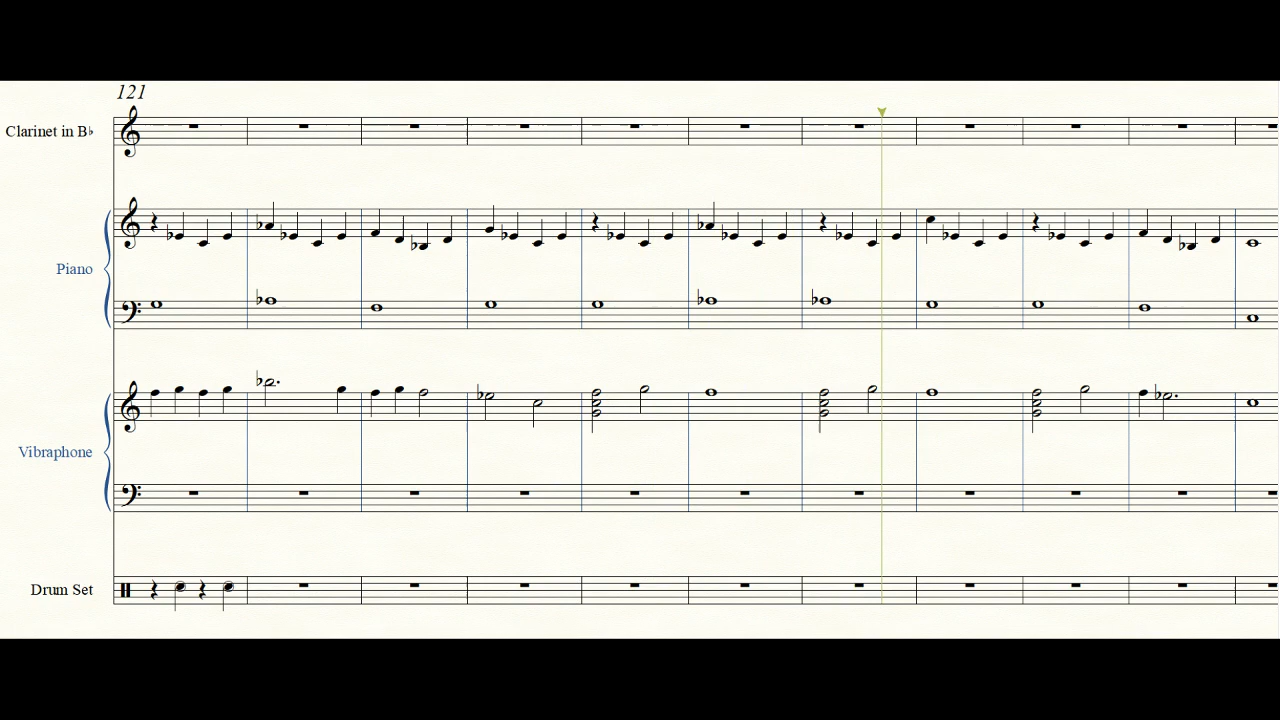 121
Clarinet in B♭
Piano
Vibraphone
Drum Set